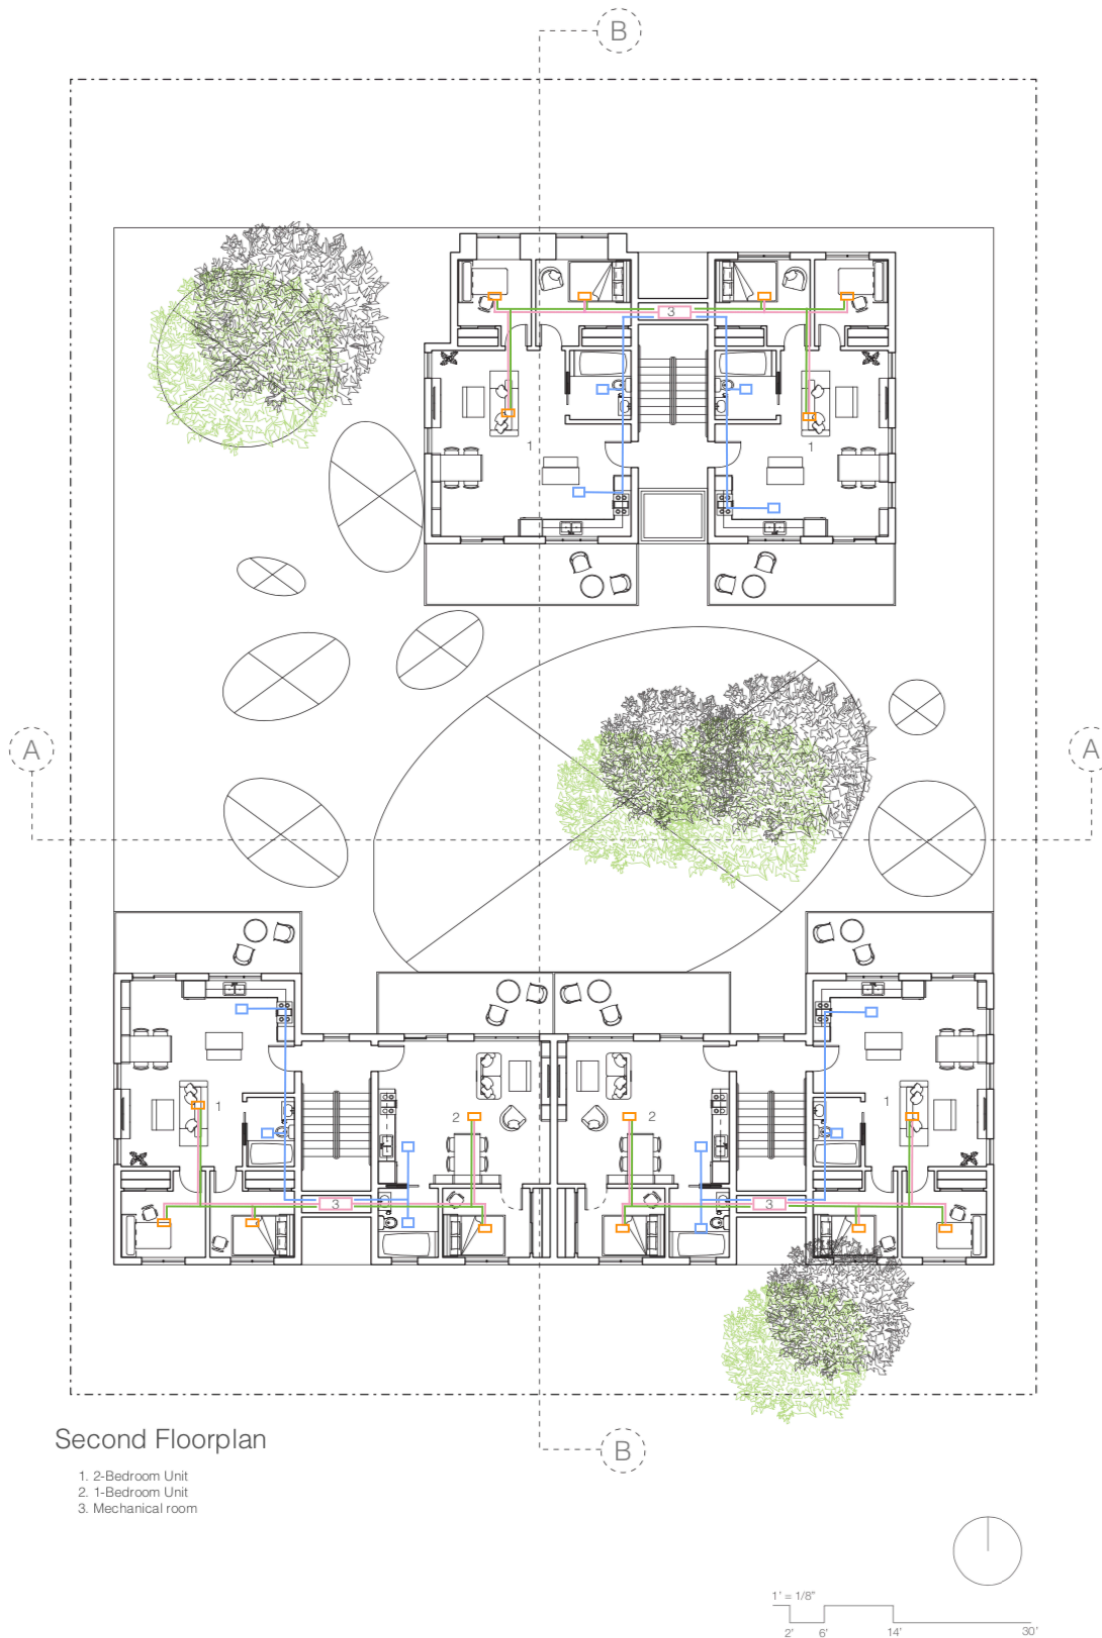 B
3
1
1
A
A
1
2
2
1
3
3
B
Second Floorplan
1. 2-Bedroom Unit
2. 1-Bedroom Unit
3. Mechanical room
1' = 1/8"
2' 6' 14' 30'